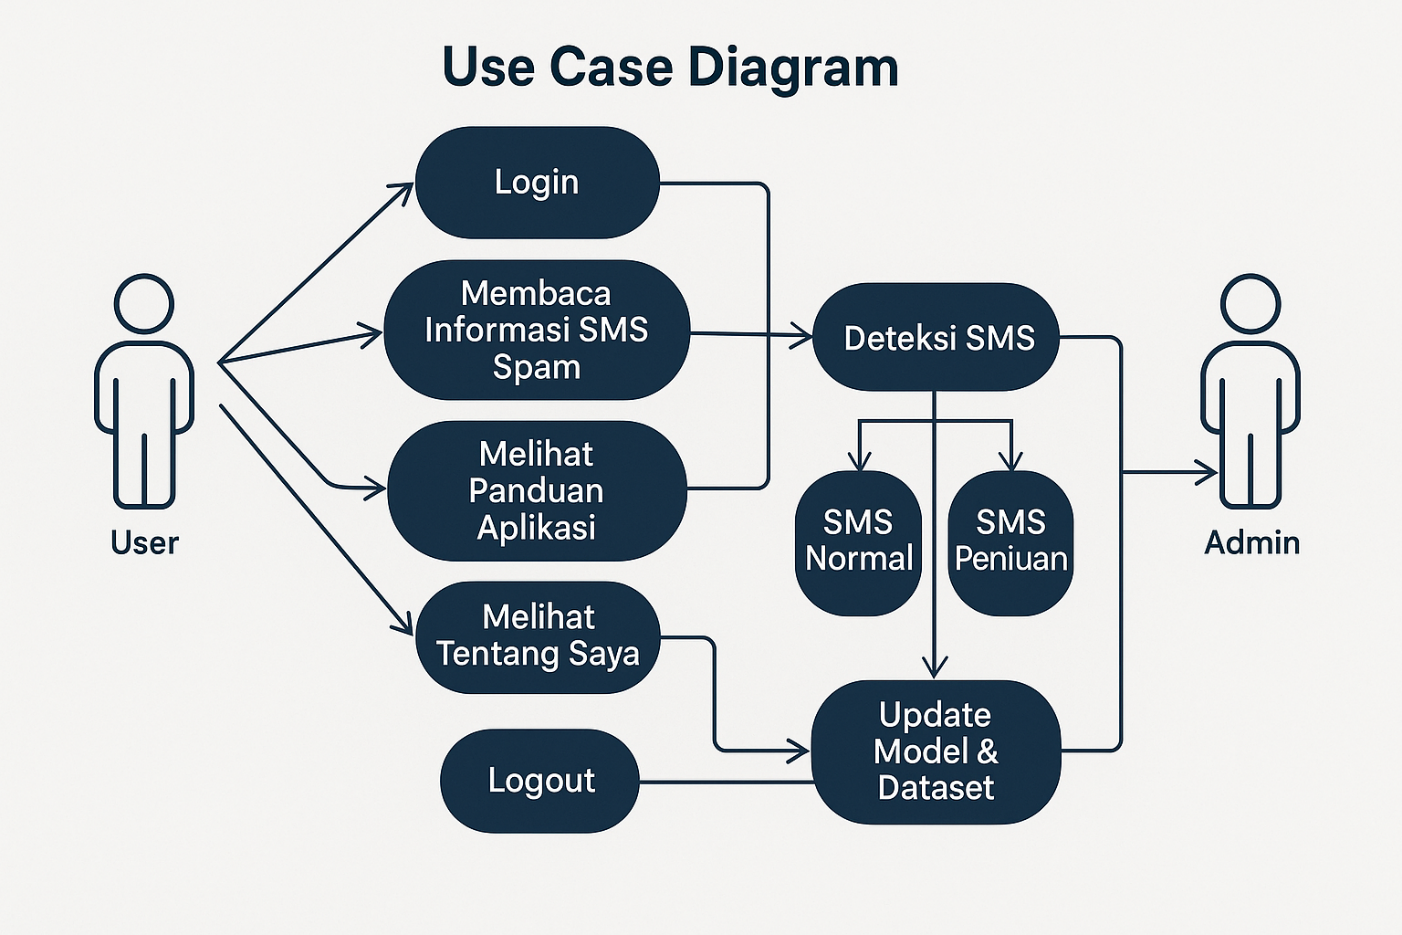 Use Case Diagram
Login
Membaca
Informasi SMS
Spam
Melihat
Panduan
Aplikasi
Melihat
Tentang Saya
Logout
Deteksi SMS
SMS
Normal
SMS
Peniuan
Update
Model &
Dataset
User
Admin